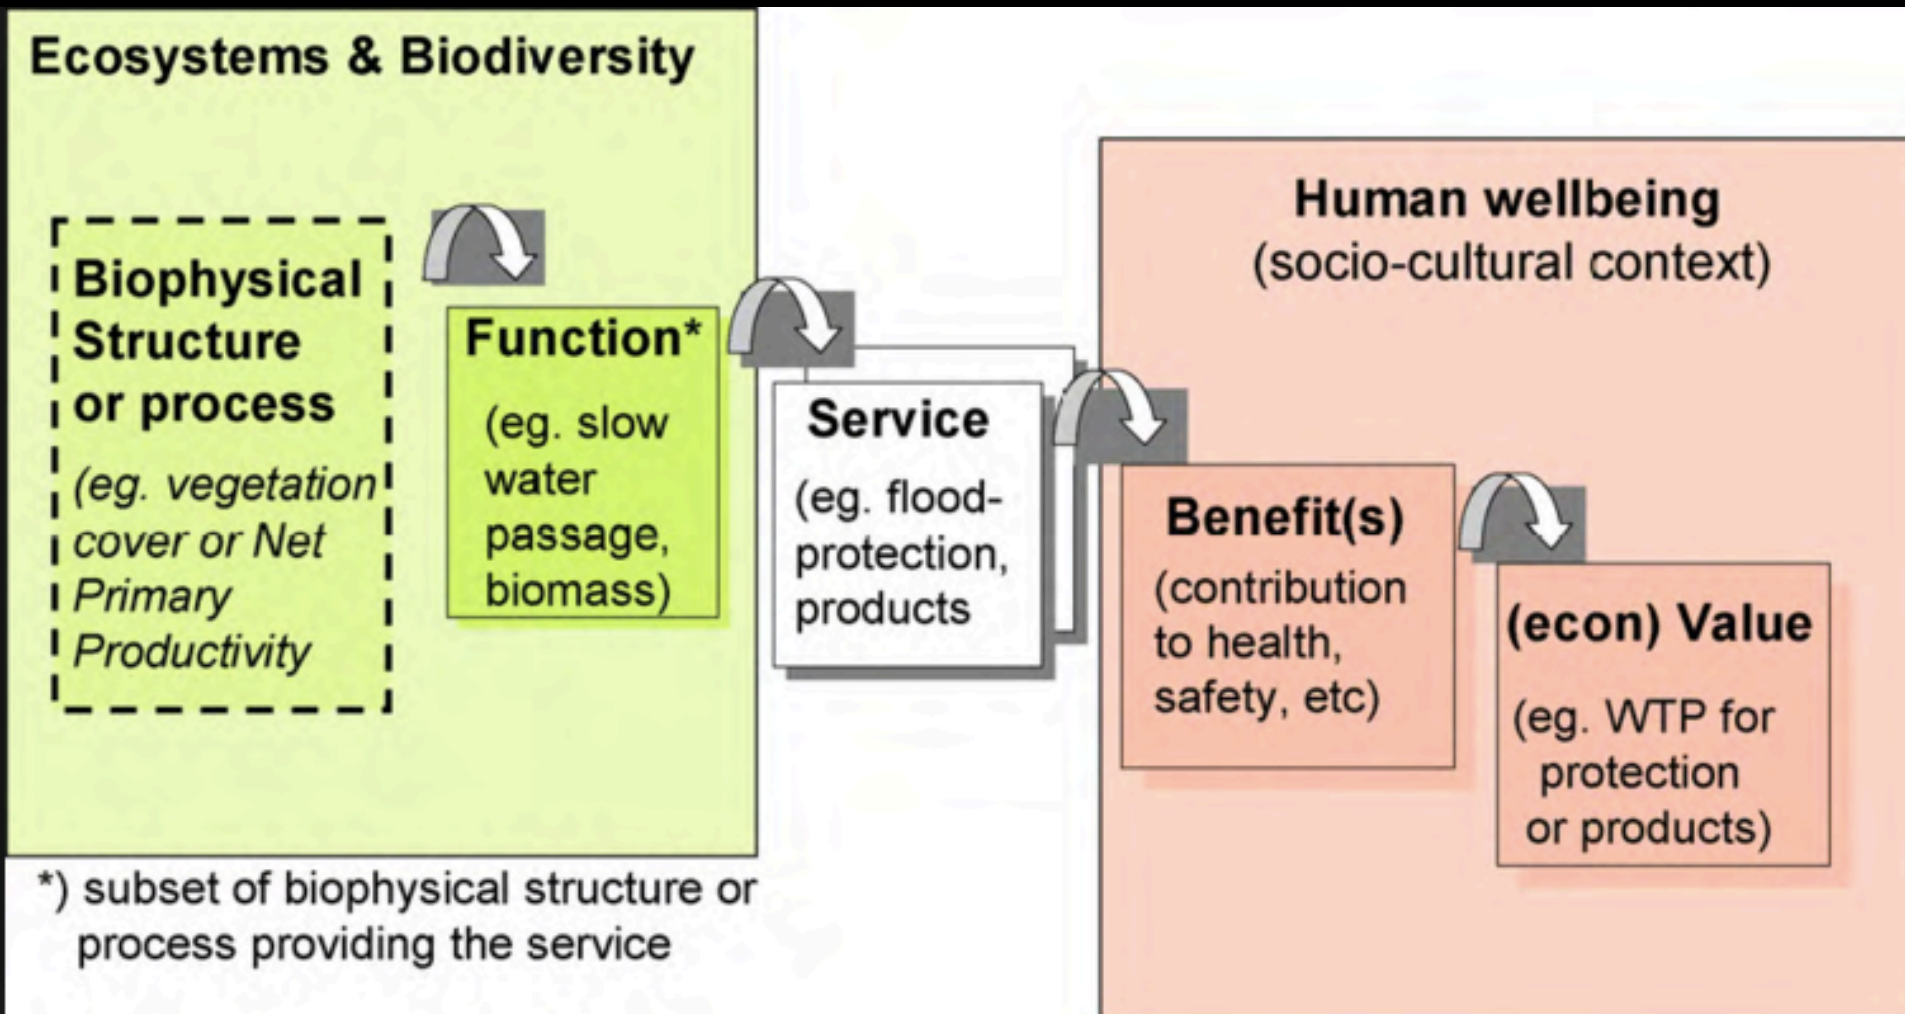 Ecosystems & Biodiversity
Biophysical
Structure
or process
(eg. vegetation
cover or Net
Primary
Productivity
Function*
(eg. slow
water
passage,
biomass)
Service
(eg. flood-
protection,
products
Human wellbeing
(socio-cultural context)
Benefit(s)
(contribution
to health,
safety, etc)
(econ) Value
(eg. WTP for
protection
or products)
*) subset of biophysical structure or
process providing the service